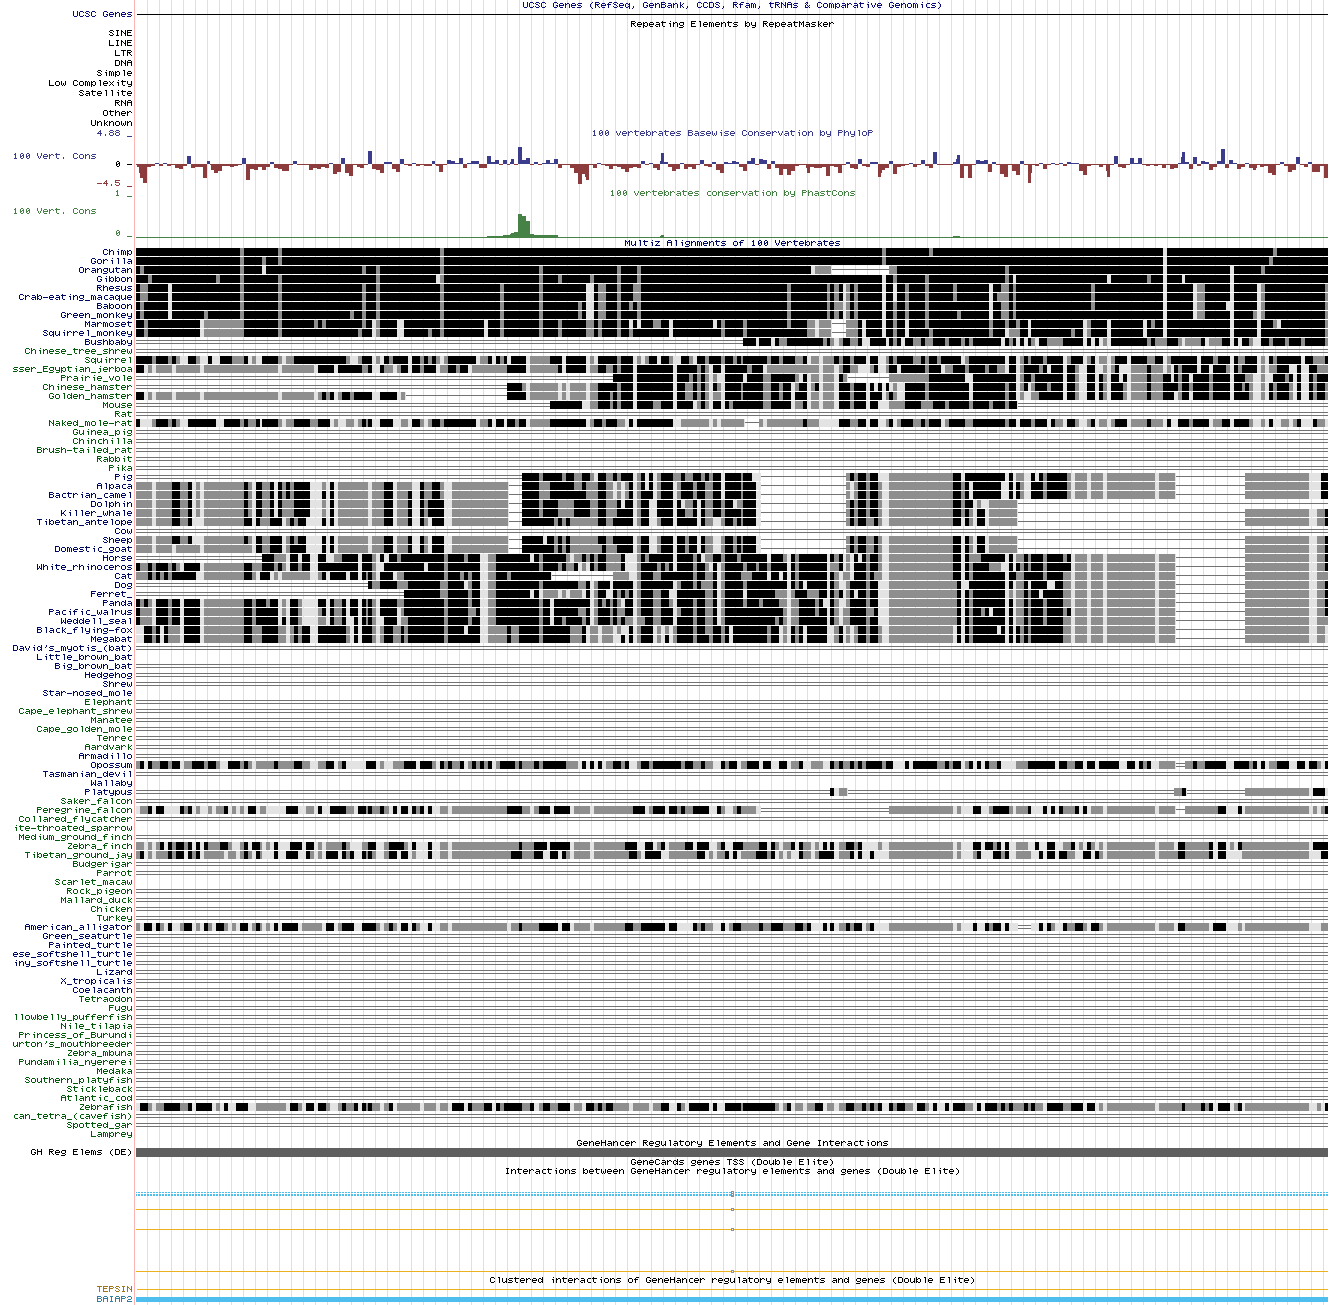 UCSC Genes (RefSeq, GenBank, CCDS, Rfam, tRNAs & Comparative Genomics)
UCSC Genes
Repeating Elements by RepeatMasker
SINE
LINE
LTR
DNA
Simple
Low Complexity
Satellite
RNA
Other
Unknown
4.88 _
100 vertebrates Basewise Conservation by PhyloP
100 Vert. Cons
0 -
-4.5 _
100 vertebrates conservation by PhastCons
1 _
100 Vert. Cons
0 _
Multiz Alignments of 100 Vertebrates
Chimp
Gorilla
Orangutan
Gibbon
Rhesus
Crab-eating_macaque
Baboon
Green_monkey
Marmoset
Squirrel_monkey
Bushbaby
Chinese_tree_shrew
Squirrel
sser_Egyptian_jerboa
Prairie_vole
Chinese_hamster
Golden_hamster
Mouse
Rat
Naked_mole-rat
Guinea_pig
Chinchilla
Brush-tailed_rat
Rabbit
Pika
Pig
Alpaca
Bactrian_camel
Dolphin
Killer_whale
Tibetan_antelope
Cow
Sheep
Domestic_goat
Horse
White_rhinoceros
Cat
Dog
Ferret_
Panda
Pacific_walrus
Weddell_seal
Black_flying-fox
Megabat
David's_myotis_(bat)
Little_brown_bat
Big_brown_bat
Hedgehog
Shrew
Star-nosed_mole
Elephant
Cape_elephant_shrew
Manatee
Cape_golden_mole
Tenrec
Aardvark
Armadillo
Opossum
Tasmanian_devil
Wallaby
Platypus
Saker_falcon
Peregrine_falcon
Collared_flycatcher
ite-throated_sparrow
Medium_ground_finch
Zebra_finch
Tibetan_ground_jay
Budgerigar
Parrot
Scarlet_macaw
Rock_pigeon
Mallard_duck
Chicken
Turkey
American_alligator
Green_seaturtle
Painted_turtle
ese_softshell_turtle
iny_softshell_turtle
Lizard
X_tropicalis
Coelacanth
Tetraodon
Fugu
llowbelly_pufferfish
Nile_tilapia
Princess_of_Burundi
urton's_mouthbreeder
Zebra_mbuna
Pundamilia_nyererei
Medaka
Southern_platyfish
Stickleback
Atlantic_cod
Zebrafish
can_tetra_(cavefish)
Spotted_gar
Lamprey
GeneHancer Regulatory Elements and Gene Interactions
GH Reg Elems (DE)
GeneCards genes TSS (Double Elite)
Interactions between GeneHancer regulatory elements and genes (Double Elite)
Clustered interactions of GeneHancer regulatory elements and genes (Double Elite)
TEPSIN
BAIAP2